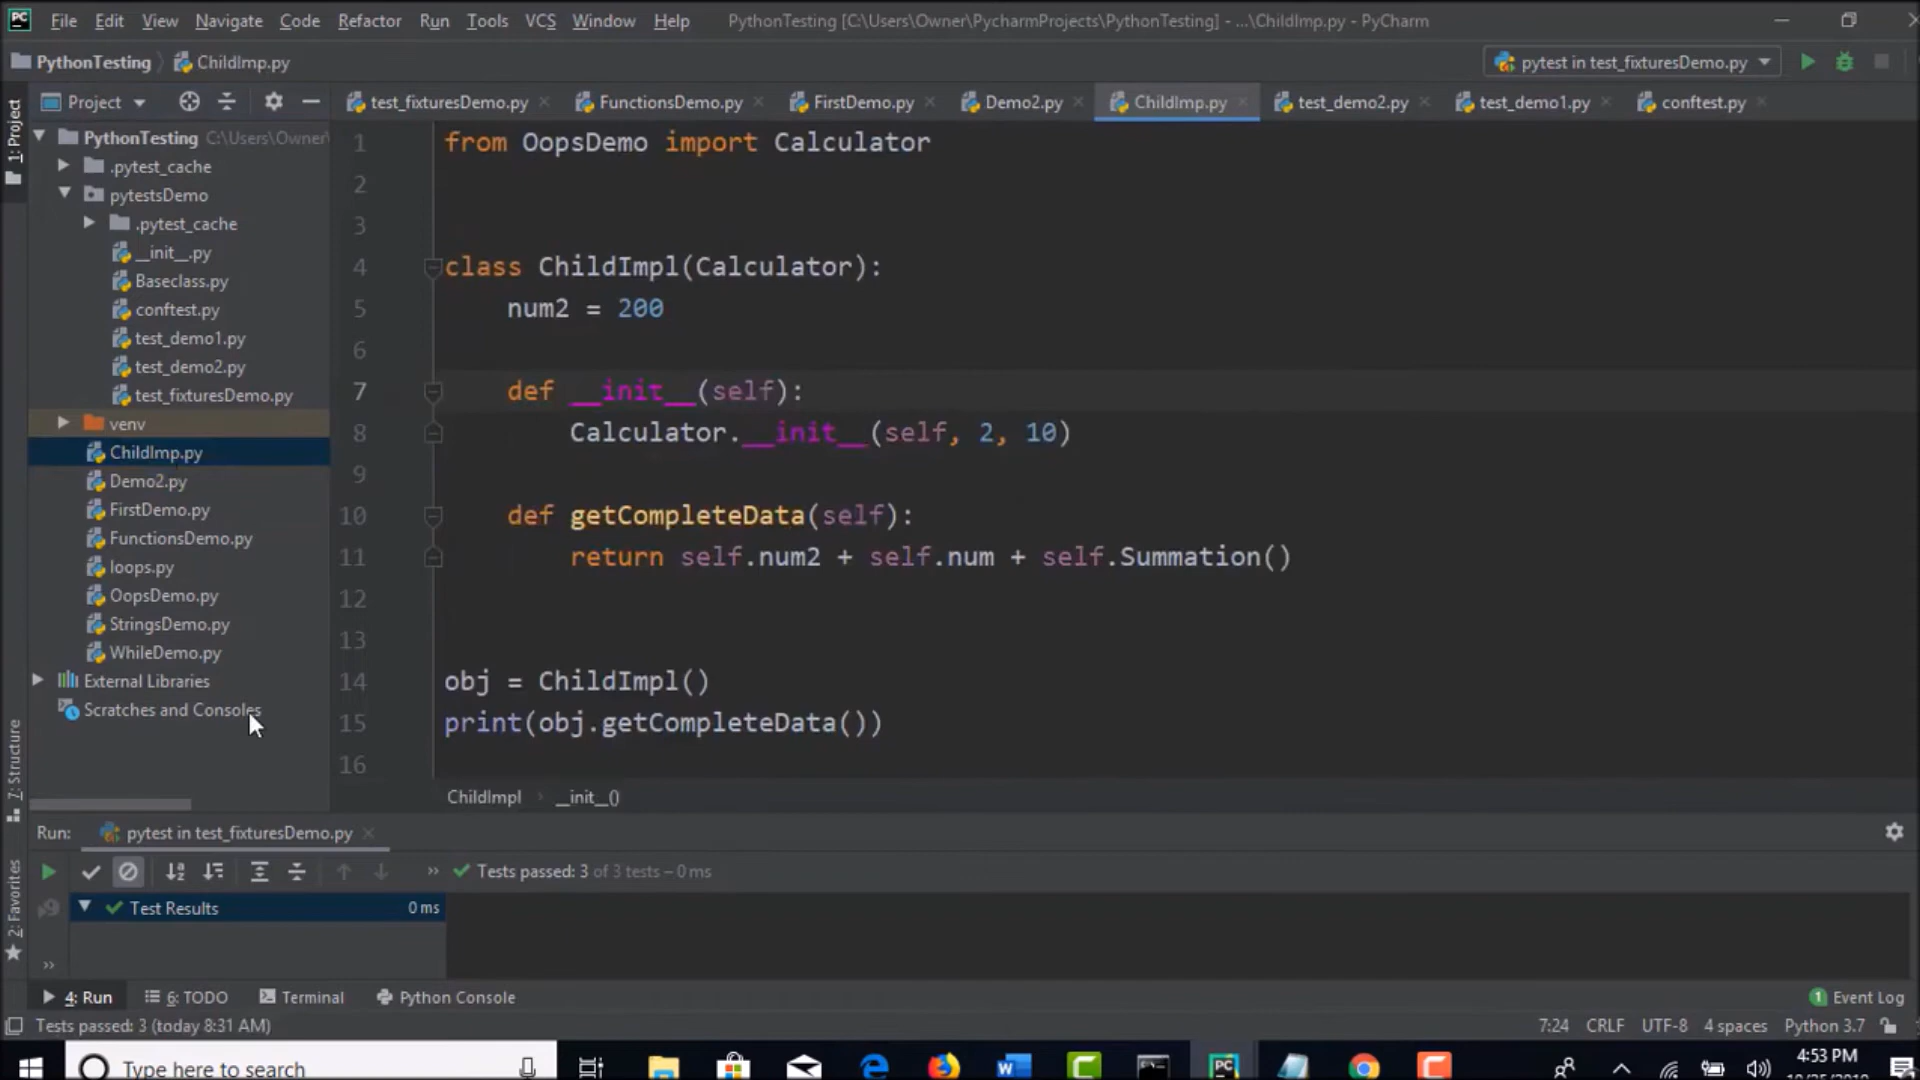 PC File Edit View Navigate Code Refactor Run Tools VCS Window Help PythonTesting [C:\Users\Owner\PycharmProjects\PythonTesting] - ...\ChildImp.py - PyCharm
PythonTesting ChildImp.py pytest in test_fixturesDemo.py
1: Project
Project test_fixturesDemo.py FunctionsDemo.py FirstDemo.py Demo2.py ChildImp.py test_demo2.py test_demo1.py conftest.py
PythonTesting C:\Users\Owner\
.pytest_cache
pytestsDemo
.pytest_cache
__init__.py
Baseclass.py
conftest.py
test_demo1.py
test_demo2.py
test_fixturesDemo.py
venv
ChildImp.py
Demo2.py
FirstDemo.py
FunctionsDemo.py
loops.py
OopsDemo.py
StringsDemo.py
WhileDemo.py
External Libraries
Scratches and Consoles
1 from OopsDemo import Calculator
2
3
4 class ChildImpl(Calculator):
5 num2 = 200
6
7 def __init__(self):
8 Calculator.__init__(self, 2, 10)
9
10 def getCompleteData(self):
11 return self.num2 + self.num + self.Summation()
12
13
14 obj = ChildImpl()
15 print(obj.getCompleteData())
16
ChildImpl __init__()
7: Structure
2: Favorites
Run: pytest in test_fixturesDemo.py
» Tests passed: 3 of 3 tests – 0 ms
Test Results 0 ms
»
4: Run 6: TODO Terminal Python Console 1 Event Log
Tests passed: 3 (today 8:31 AM) 7:24 CRLF UTF-8 4 spaces Python 3.7
Type here to search 4:53 PM